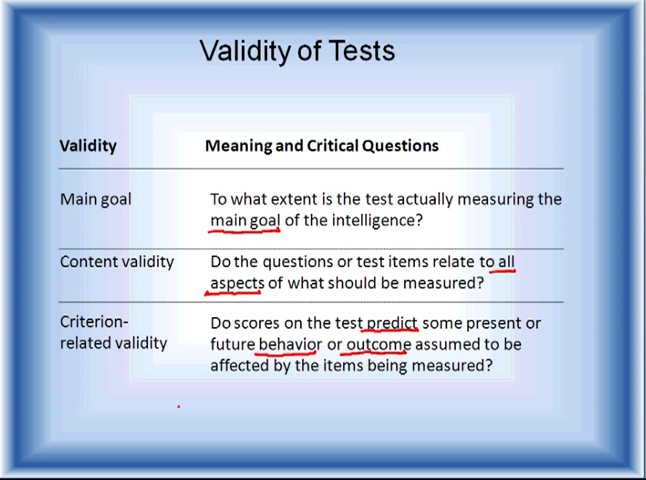 Validity of Tests
Validity Meaning and Critical Questions
Main goal To what extent is the test actually measuring the
main goal of the intelligence?
Content validity Do the questions or test items relate to all
aspects of what should be measured?
Criterion- Do scores on the test predict some present or
related validity future behavior or outcome assumed to be
affected by the items being measured?